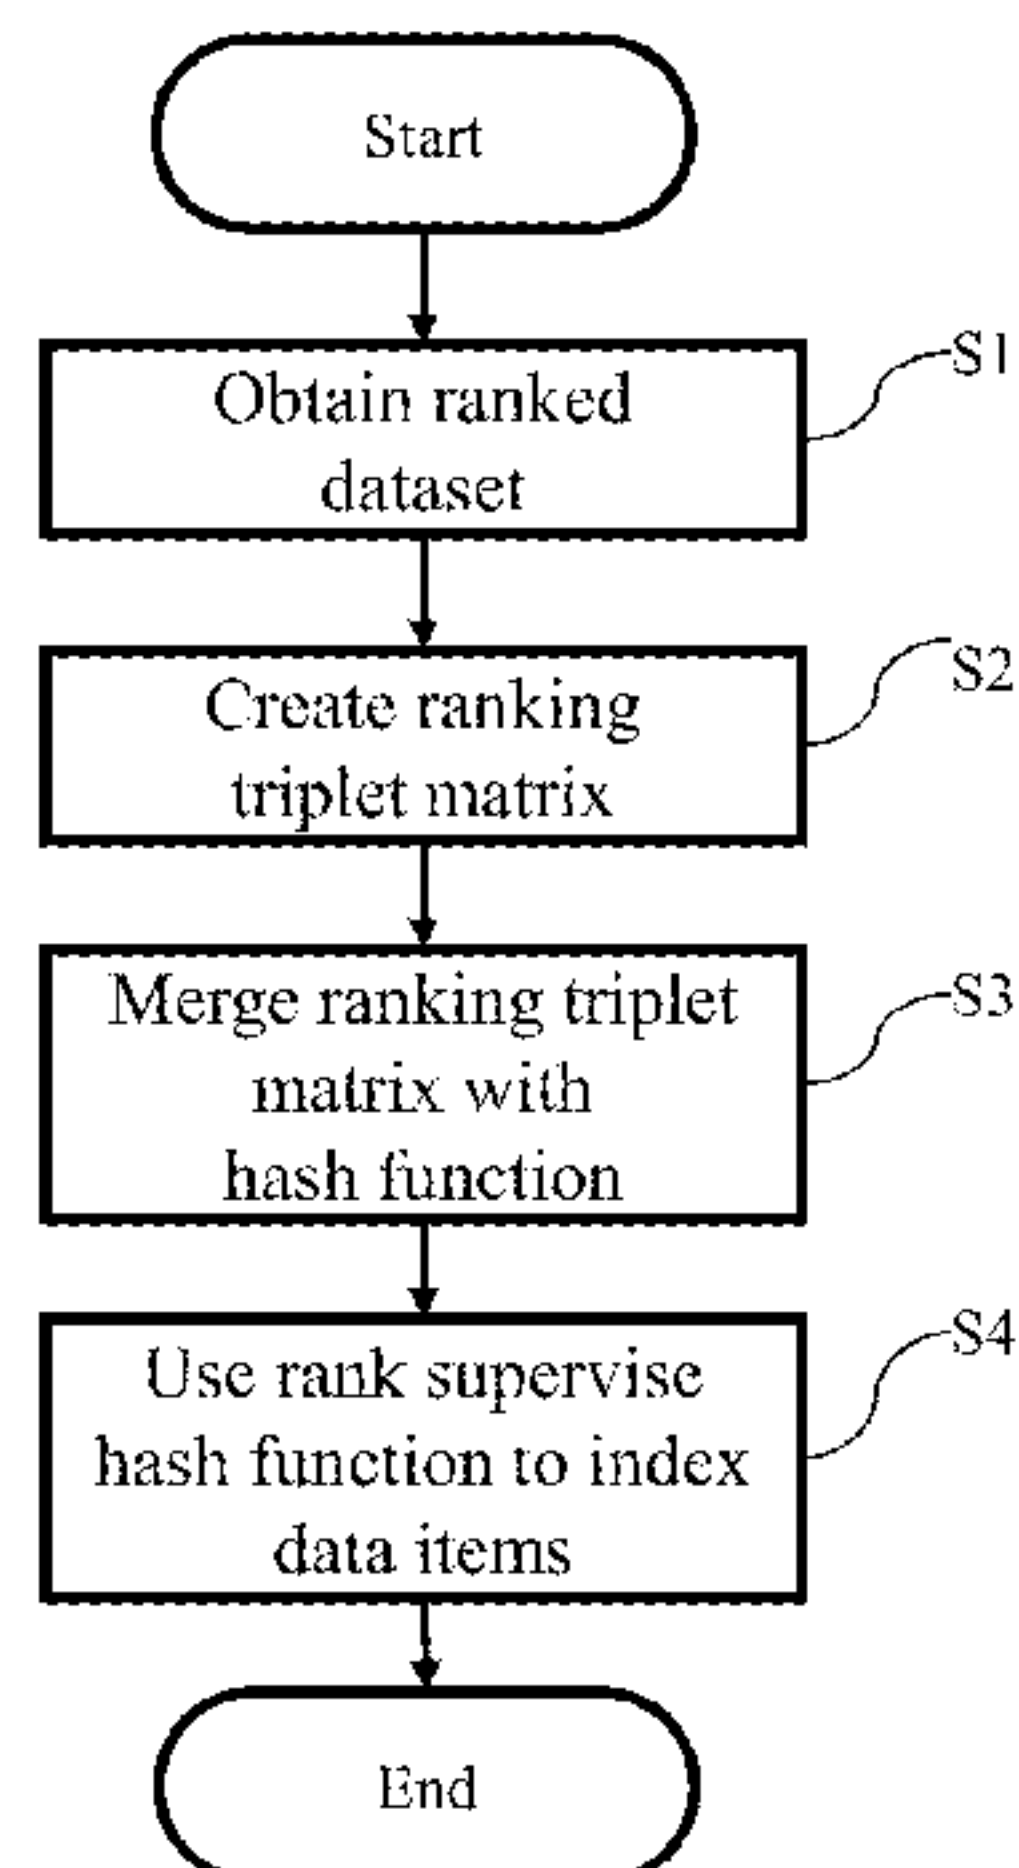 Start
Obtain ranked
dataset
S1
Create ranking
triplet matrix
S2
Merge ranking triplet
matrix with
hash function
S3
Use rank supervise
hash function to index
data items
S4
End